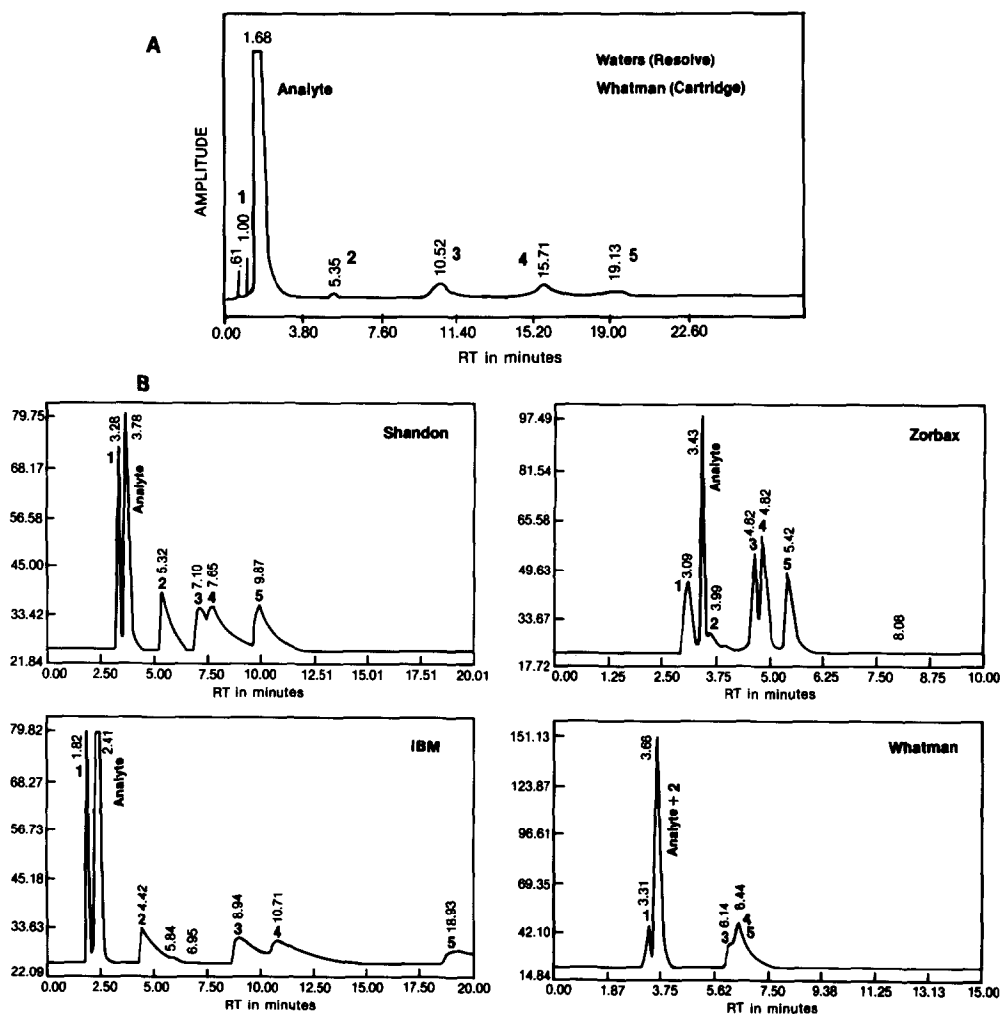 A
1.68
Waters (Resolve)
Whatman (Cartridge)
Analyte
AMPLITUDE
1
.61
1.00
5.35
2
10.52
3
4
15.71
19.13
5
0.00 3.80 7.60 11.40 15.20 19.00 22.60
RT in minutes
B
Shandon
79.75
68.17
56.58
45.00
33.42
21.84
1
3.28
3.78
Analyte
2 5.32
3 7.10
4 7.65
5 9.87
0.00 2.50 5.00 7.50 10.00 12.51 15.01 17.51 20.01
RT in minutes
Zorbax
97.49
81.54
65.58
49.63
33.67
17.72
1 3.09
3.43
Analyte
2 3.99
3 4.62
4 4.82
5 5.42
8.08
0.00 1.25 2.50 3.75 5.00 6.25 7.50 8.75 10.00
RT in minutes
IBM
79.82
68.27
56.73
45.18
33.63
22.09
1
1.82
2.41
Analyte
2 4.42
5.84
6.95
3 8.94
4 10.71
5 18.93
0.00 2.50 5.00 7.50 10.00 12.50 15.00 17.50 20.00
RT in minutes
Whatman
151.13
123.87
96.61
69.35
42.10
14.84
1 3.31
3.66
Analyte + 2
3 6.14
6.44
4
5
0.00 1.87 3.75 5.62 7.50 9.38 11.25 13.13 15.00
RT in minutes